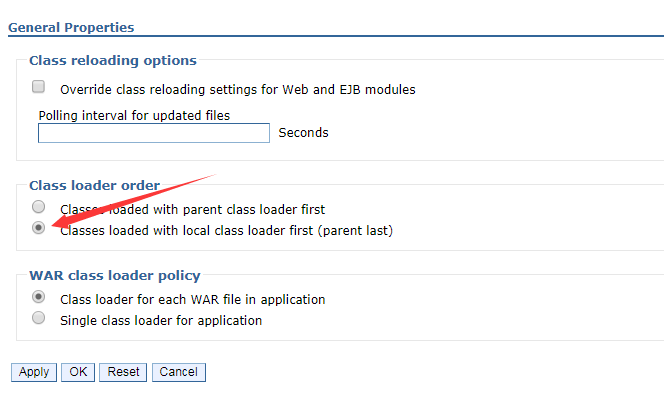 General Properties
Class reloading options
Override class reloading settings for Web and EJB modules
Polling interval for updated files
Seconds
Class loader order
Classes loaded with parent class loader first
Classes loaded with local class loader first (parent last)
WAR class loader policy
Class loader for each WAR file in application
Single class loader for application
Apply OK Reset Cancel